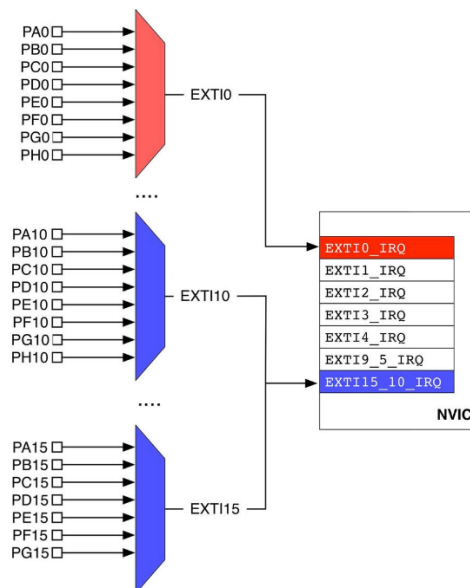 PA0
PB0
PC0
PD0
PE0
PF0
PG0
PH0
EXTI0
....
PA10
PB10
PC10
PD10
PE10
PF10
PG10
PH10
EXTI10
....
PA15
PB15
PC15
PD15
PE15
PF15
PG15
EXTI15
EXTI0_IRQ
EXTI1_IRQ
EXTI2_IRQ
EXTI3_IRQ
EXTI4_IRQ
EXTI9_5_IRQ
EXTI15_10_IRQ
NVIC